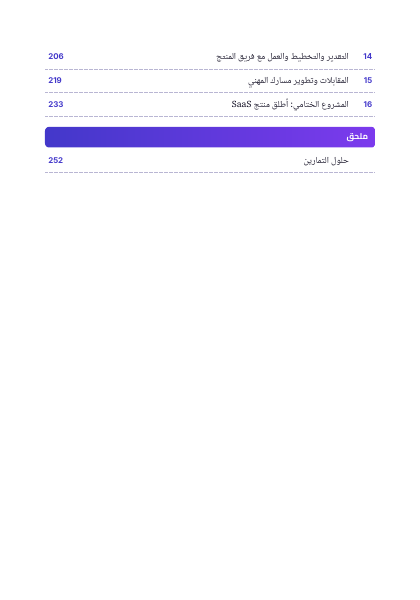 14 التقدير والتخطيط والعمل مع فريق المنتج 206
15 المقابلات وتطوير مسارك المهني 219
16 المشروع الختامي: أطلق منتج SaaS 233
ملحق
حلول التمارين 252